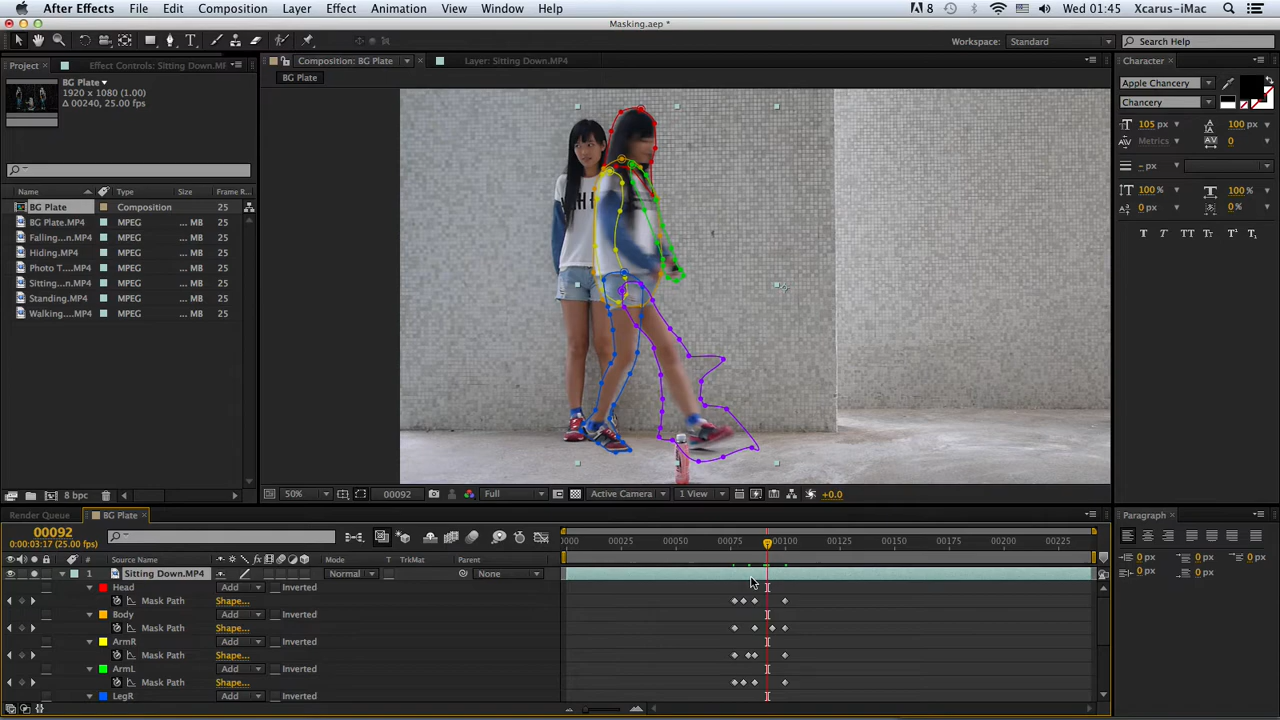 After Effects File Edit Composition Layer Effect Animation View Window Help 8 Wed 01:45 Xcarus-iMac
Masking.aep *
Workspace: Standard Search Help
Project Effect Controls: Sitting Down.M
Composition: BG Plate Layer: Sitting Down.MP4
Character
BG Plate
1920 x 1080 (1.00)
Δ 00240, 25.00 fps
BG Plate
Apple Chancery
Chancery
105 px 100 px
Metrics 0
- px
100 % 100 %
0 px 0 %
T T TT Tr T¹ T₁
Name Type Size Frame R...
BG Plate Composition 25
BG Plate.MP4 MPEG ... MB 25
Falling...n.MP4 MPEG ... MB 25
Hiding.MP4 MPEG ... MB 25
Photo T....MP4 MPEG ... MB 25
Sitting...n.MP4 MPEG ... MB 25
Standing.MP4 MPEG ... MB 25
Walking....MP4 MPEG ... MB 25
8 bpc
50% 00092 Full Active Camera 1 View +0.0
Render Queue BG Plate
Paragraph
00092
0:00:03:17 (25.00 fps)
0000 00025 00050 00075 00100 00125 00150 00175 00200 00225
0 px 0 px 0 px
0 px 0 px
# Source Name Mode T TrkMat Parent
1 Sitting Down.MP4 Normal None
Head Add Inverted
Mask Path Shape...
Body Add Inverted
Mask Path Shape...
ArmR Add Inverted
Mask Path Shape...
ArmL Add Inverted
Mask Path Shape...
LegR Add Inverted